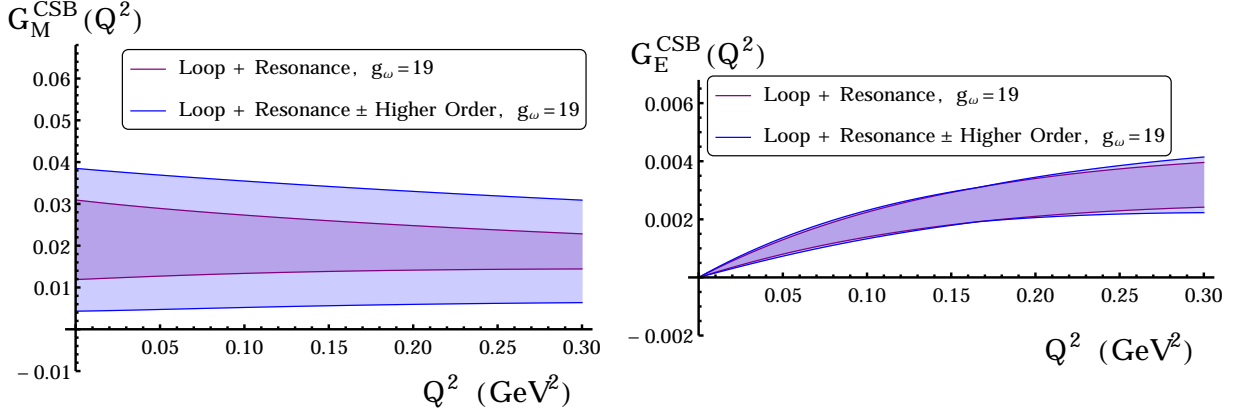 G_M^CSB(Q^2)
Loop + Resonance, g_ω=19
Loop + Resonance ± Higher Order, g_ω=19
0.06
0.05
0.04
0.03
0.02
0.01
-0.01
0.05 0.10 0.15 0.20 0.25 0.30
Q^2 (GeV^2)
G_E^CSB(Q^2)
Loop + Resonance, g_ω=19
Loop + Resonance ± Higher Order, g_ω=19
0.006
0.004
0.002
-0.002
0.05 0.10 0.15 0.20 0.25 0.30
Q^2 (GeV^2)